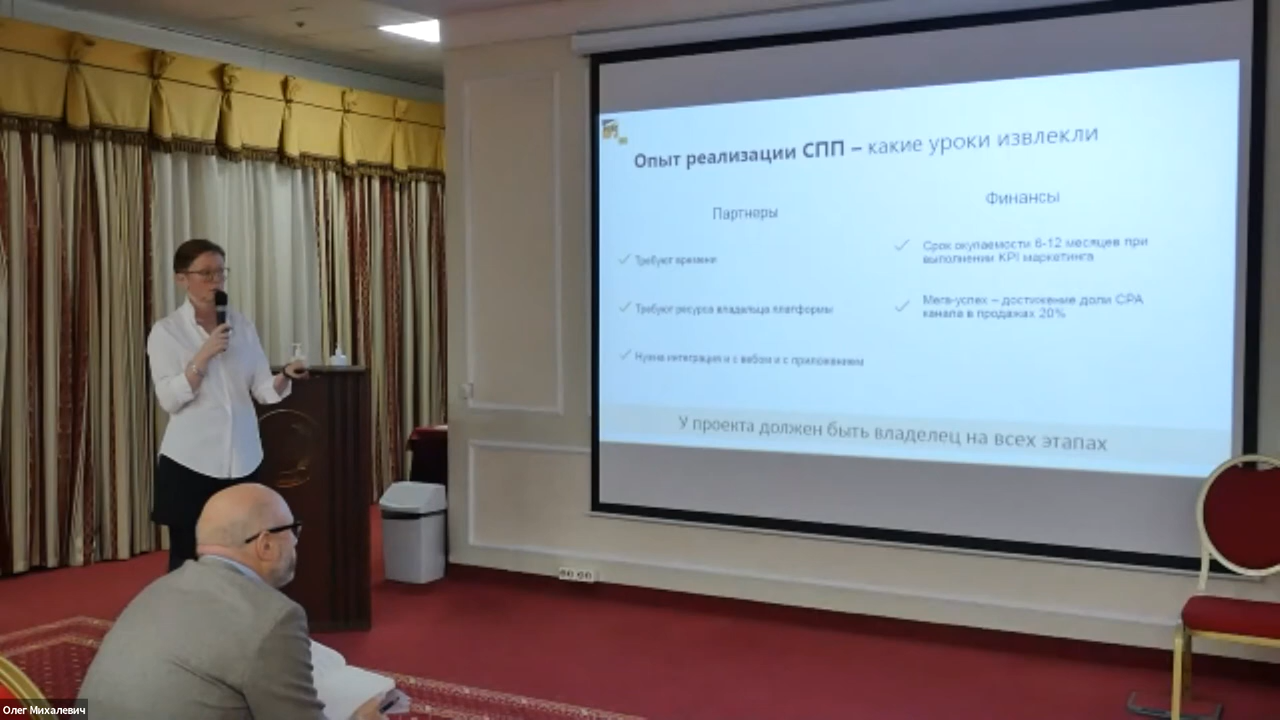 Опыт реализации СПП – какие уроки извлекли
Партнеры
Требуют времени
Требуют ресурса владельца платформы
Нужна интеграция и с вебом и с приложением
Финансы
Срок окупаемости 6-12 месяцев при
выполнении KPI маркетинга
Мега-успех – достижение доли CPA
канала в продажах 20%
У проекта должен быть владелец на всех этапах
Олег Михалевич